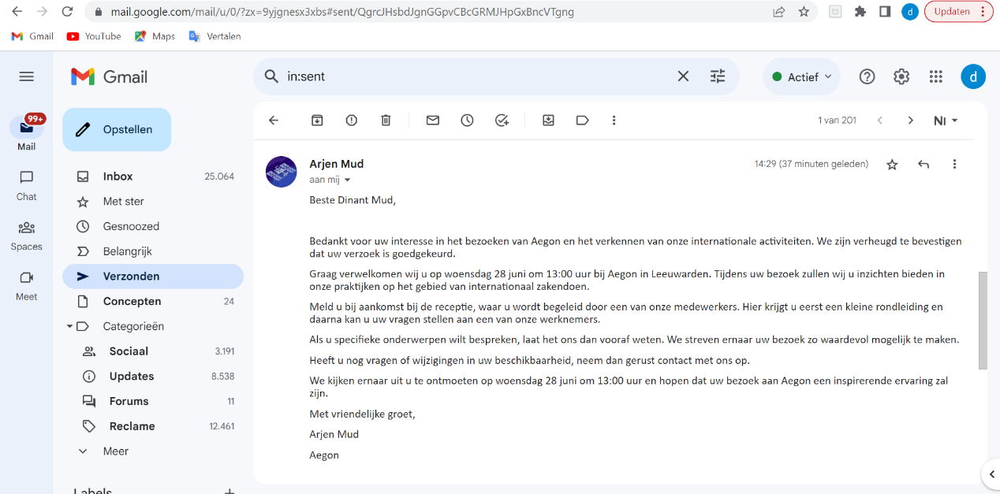 mail.google.com/mail/u/0/?zx=9yjgnesx3xbs#sent/QgrcJHsbdJgnGGpvCBcGRMJHpGxBncVTgng
d
Updaten
Gmail
YouTube
Maps
Vertalen
Gmail
in:sent
Actief
d
99+
Mail
Chat
Spaces
Meet
Opstellen
Inbox 25.064
Met ster
Gesnoozed
Belangrijk
Verzonden
Concepten 24
Categorieën
Sociaal 3.191
Updates 8.538
Forums 11
Reclame 12.461
Meer
Labels
1 van 201
Arjen Mud
14:29 (37 minuten geleden)
aan mij
Beste Dinant Mud,
Bedankt voor uw interesse in het bezoeken van Aegon en het verkennen van onze internationale activiteiten. We zijn verheugd te bevestigen
dat uw verzoek is goedgekeurd.
Graag verwelkomen wij u op woensdag 28 juni om 13:00 uur bij Aegon in Leeuwarden. Tijdens uw bezoek zullen wij u inzichten bieden in
onze praktijken op het gebied van internationaal zakendoen.
Meld u bij aankomst bij de receptie, waar u wordt begeleid door een van onze medewerkers. Hier krijgt u eerst een kleine rondleiding en
daarna kan u uw vragen stellen aan een van onze werknemers.
Als u specifieke onderwerpen wilt bespreken, laat het ons dan vooraf weten. We streven ernaar uw bezoek zo waardevol mogelijk te maken.
Heeft u nog vragen of wijzigingen in uw beschikbaarheid, neem dan gerust contact met ons op.
We kijken ernaar uit u te ontmoeten op woensdag 28 juni om 13:00 uur en hopen dat uw bezoek aan Aegon een inspirerende ervaring zal
zijn.
Met vriendelijke groet,
Arjen Mud
Aegon